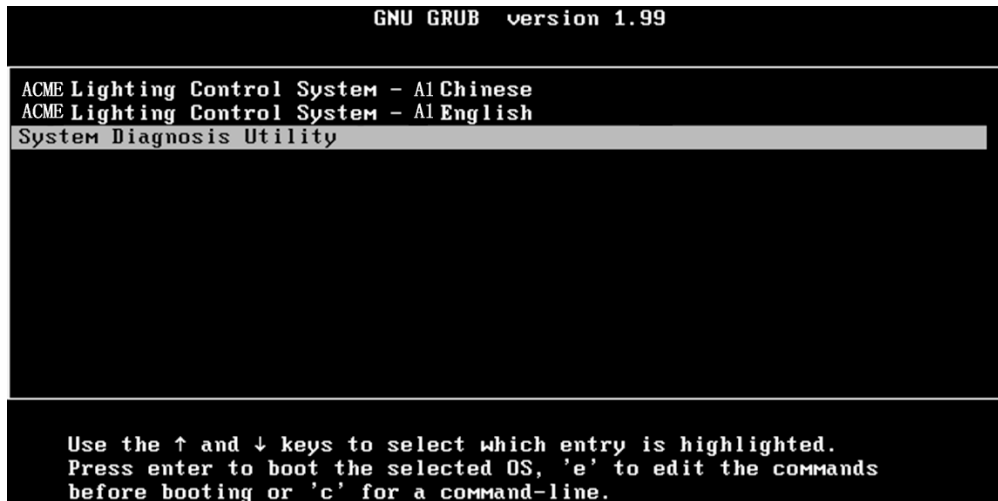 GNU GRUB version 1.99
ACME Lighting Control System - A1 Chinese
ACME Lighting Control System - A1 English
System Diagnosis Utility
Use the ↑ and ↓ keys to select which entry is highlighted.
Press enter to boot the selected OS, 'e' to edit the commands
before booting or 'c' for a command-line.